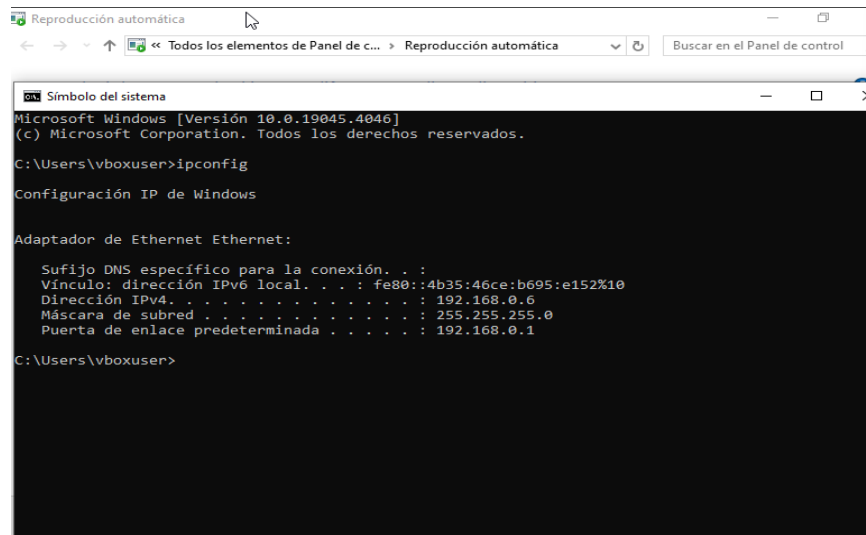 Reproducción automática
« Todos los elementos de Panel de c... › Reproducción automática
Buscar en el Panel de control
Símbolo del sistema
Microsoft Windows [Versión 10.0.19045.4046]
(c) Microsoft Corporation. Todos los derechos reservados.
C:\Users\vboxuser>ipconfig
Configuración IP de Windows
Adaptador de Ethernet Ethernet:
Sufijo DNS específico para la conexión. . :
Vínculo: dirección IPv6 local. . . : fe80::4b35:46ce:b695:e152%10
Dirección IPv4. . . . . . . . . . . . . . : 192.168.0.6
Máscara de subred . . . . . . . . . . . . : 255.255.255.0
Puerta de enlace predeterminada . . . . . : 192.168.0.1
C:\Users\vboxuser>